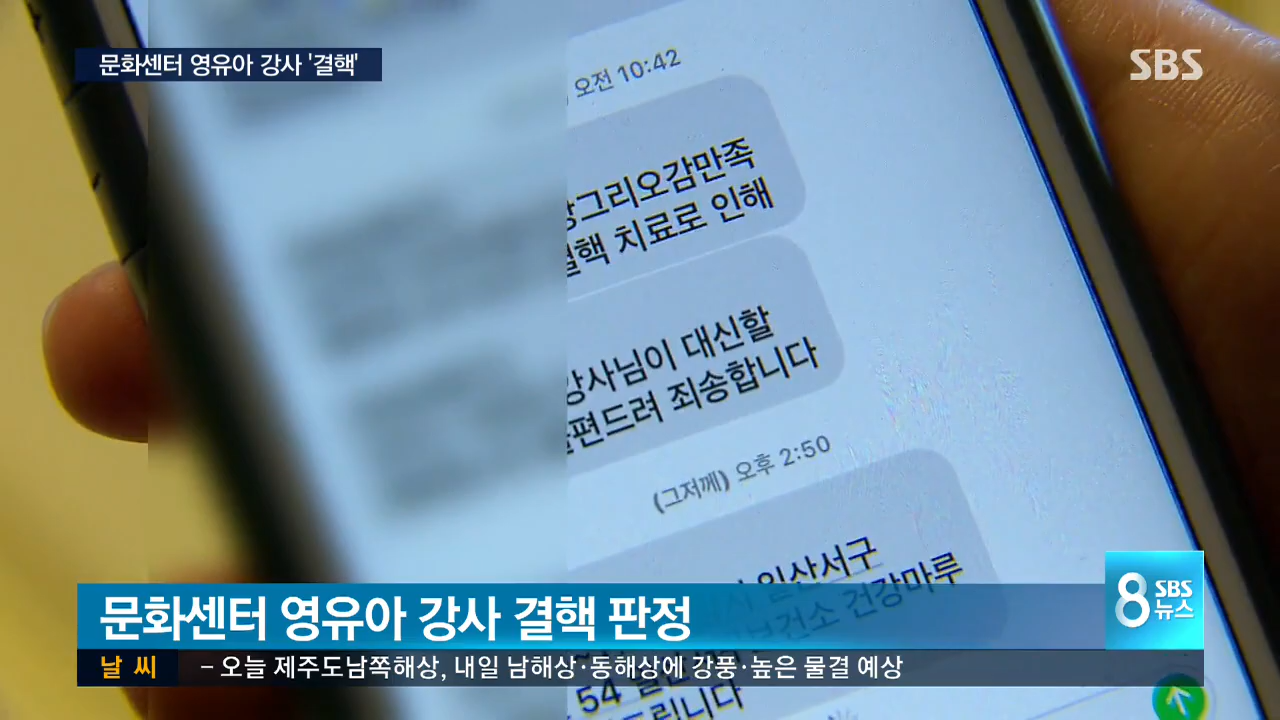 문화센터 영유아 강사 '결핵'
SBS
오전 10:42
그리오감만족
결핵 치료로 인해
강사님이 대신할
편드려 죄송합니다
(그저께) 오후 2:50
일산서구
보건소 건강마루
문화센터 영유아 강사 결핵 판정
8 SBS 뉴스
날씨 - 오늘 제주도남쪽해상, 내일 남해상·동해상에 강풍·높은 물결 예상
54
드립니다